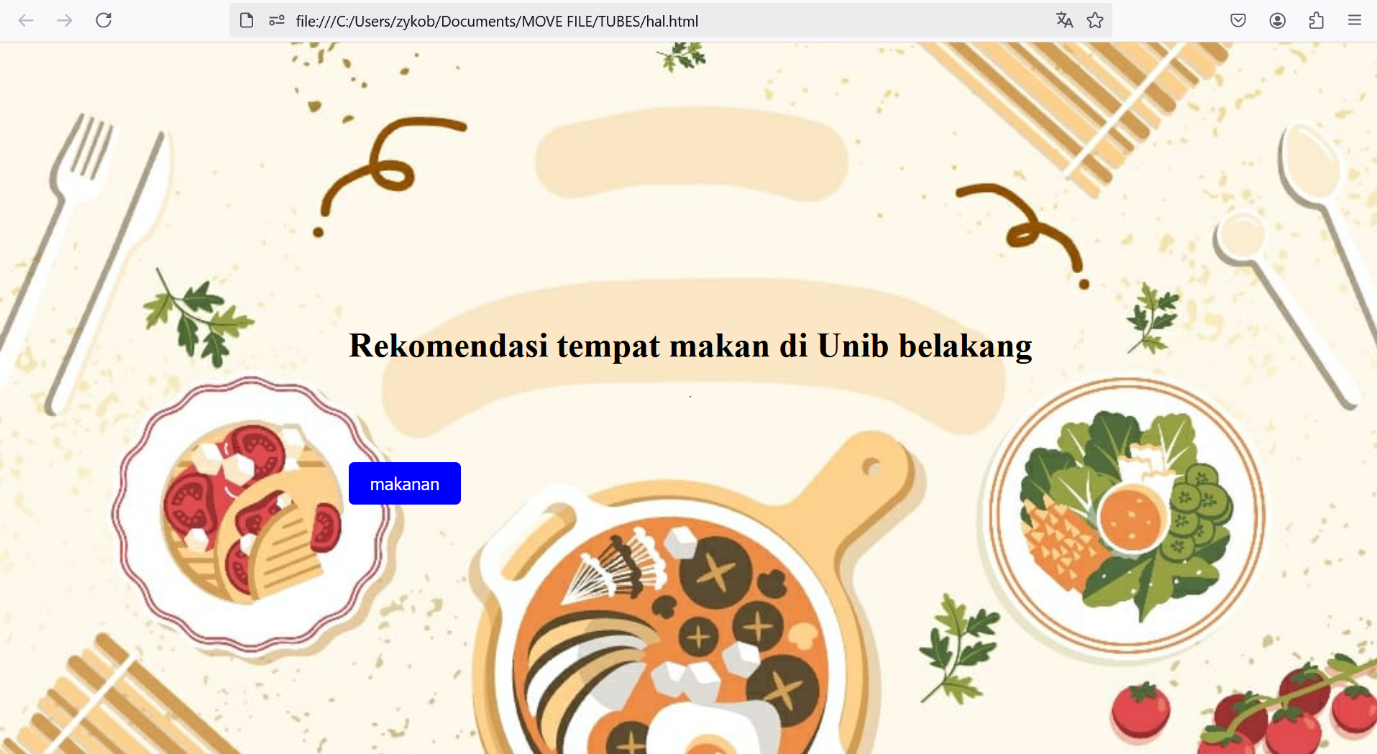 file:///C:/Users/zykob/Documents/MOVE FILE/TUBES/hal.html
Rekomendasi tempat makan di Unib belakang
.
makanan